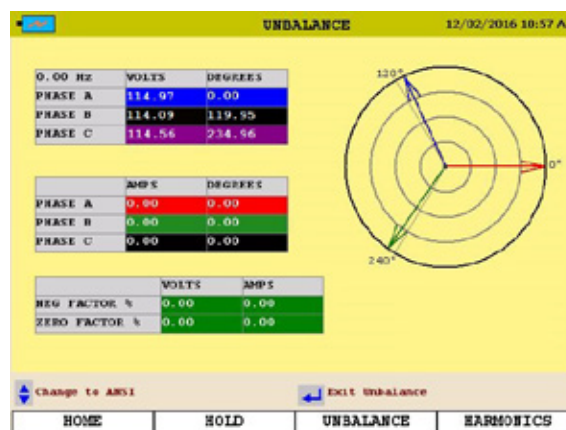 UNBALANCE 12/02/2016 10:57 A
0.00 HZ VOLTS DEGREES
PHASE A 114.97 0.00
PHASE B 114.09 119.95
PHASE C 114.56 234.96
AMPS DEGREES
PHASE A 0.00 0.00
PHASE B 0.00 0.00
PHASE C 0.00 0.00
VOLTS AMPS
NEG FACTOR % 0.00 0.00
ZERO FACTOR % 0.00 0.00
120°
0°
240°
Change to ANSI Exit Unbalance
HOME HOLD UNBALANCE HARMONICS